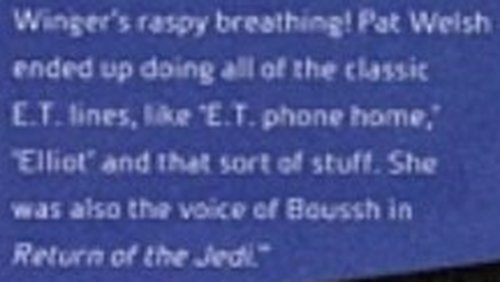 Winger's raspy breathing! Pat Welsh
ended up doing all of the classic
E.T. lines, like "E.T. phone home,"
"Elliot" and that sort of stuff. She
was also the voice of Boussh in
Return of the Jedi."